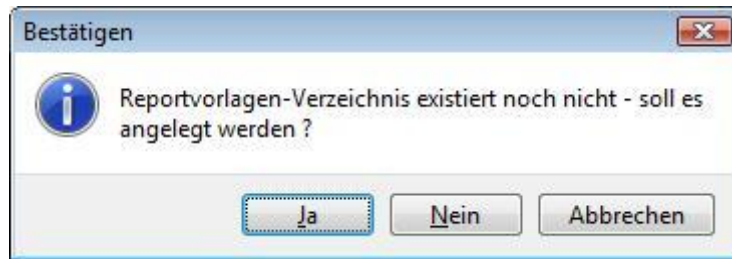 Bestätigen
Reportvorlagen-Verzeichnis existiert noch nicht - soll es
angelegt werden ?
Ja
Nein
Abbrechen